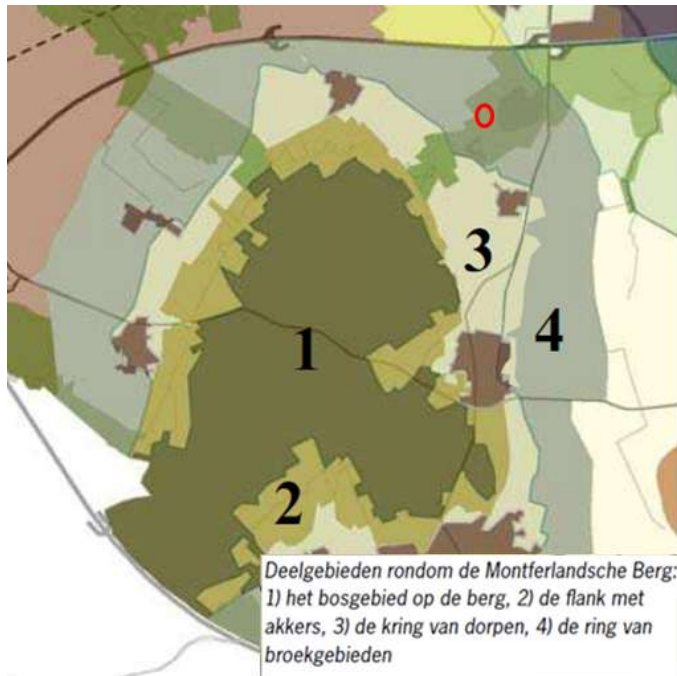 3
1
4
2
Deelgebieden rondom de Montferlandsche Berg:
1) het bosgebied op de berg, 2) de flank met
akkers, 3) de kring van dorpen, 4) de ring van
broekgebieden